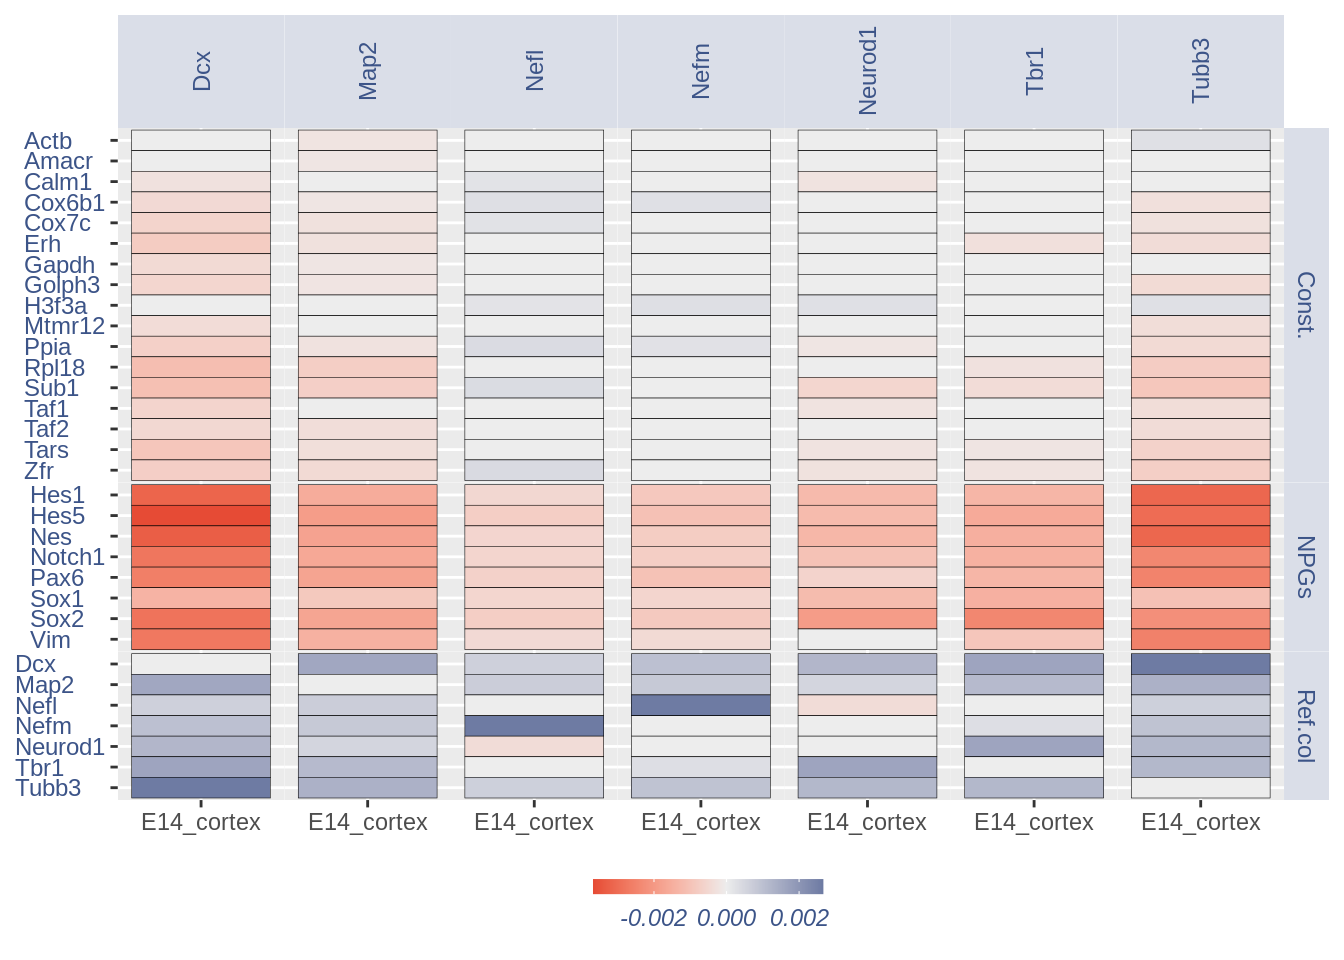 Dcx Map2 Nefl Nefm Neurod1 Tbr1 Tubb3
Actb
Amacr
Calm1
Cox6b1
Cox7c
Erh
Gapdh
Golph3
H3f3a
Mtmr12
Ppia
Rpl18
Sub1
Taf1
Taf2
Tars
Zfr
Const.
Hes1
Hes5
Nes
Notch1
Pax6
Sox1
Sox2
Vim
NPGs
Dcx
Map2
Nefl
Nefm
Neurod1
Tbr1
Tubb3
Ref.col
E14_cortex E14_cortex E14_cortex E14_cortex E14_cortex E14_cortex E14_cortex
-0.002 0.000 0.002